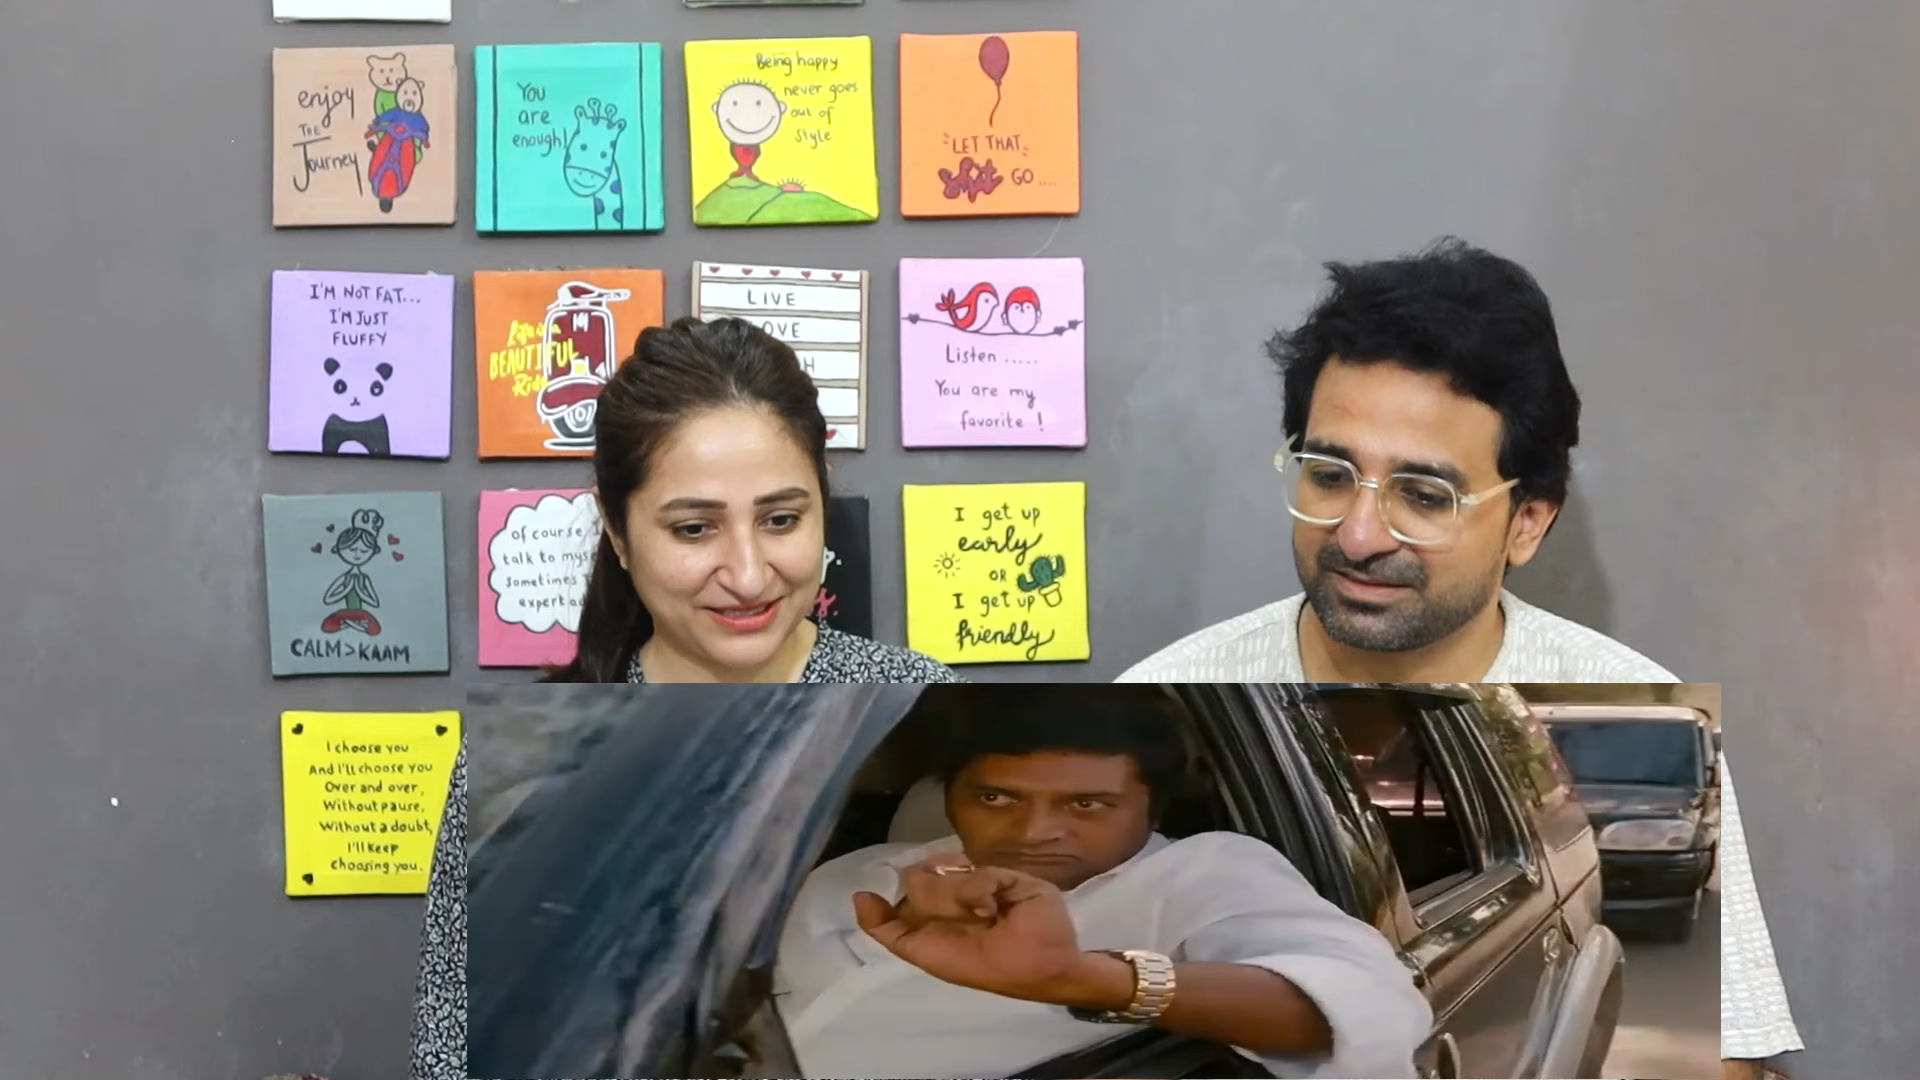 enjoy
THE
Journey
You
are
enough!
Being happy
never goes
out of
style
LET THAT
shit GO ....
I'M NOT FAT...
I'M JUST
FLUFFY
Life is a
BEAUTIFUL
Ride
LIVE
Listen .....
You are my
favorite !
CALM>KAAM
of course, I
talk to
sometimes
expert
I get up
early
OR
I get up
friendly
I choose you
And I'll choose you
Over and over,
Without pause,
Without a doubt,
I'll keep
choosing you.